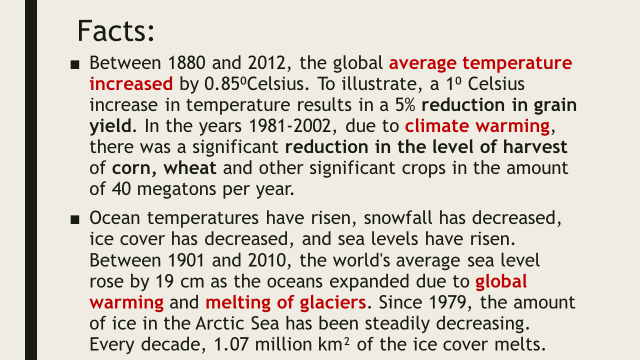 Facts:
▪ Between 1880 and 2012, the global average temperature
increased by 0.85⁰Celsius. To illustrate, a 1⁰ Celsius
increase in temperature results in a 5% reduction in grain
yield. In the years 1981-2002, due to climate warming,
there was a significant reduction in the level of harvest
of corn, wheat and other significant crops in the amount
of 40 megatons per year.
▪ Ocean temperatures have risen, snowfall has decreased,
ice cover has decreased, and sea levels have risen.
Between 1901 and 2010, the world's average sea level
rose by 19 cm as the oceans expanded due to global
warming and melting of glaciers. Since 1979, the amount
of ice in the Arctic Sea has been steadily decreasing.
Every decade, 1.07 million km² of the ice cover melts.